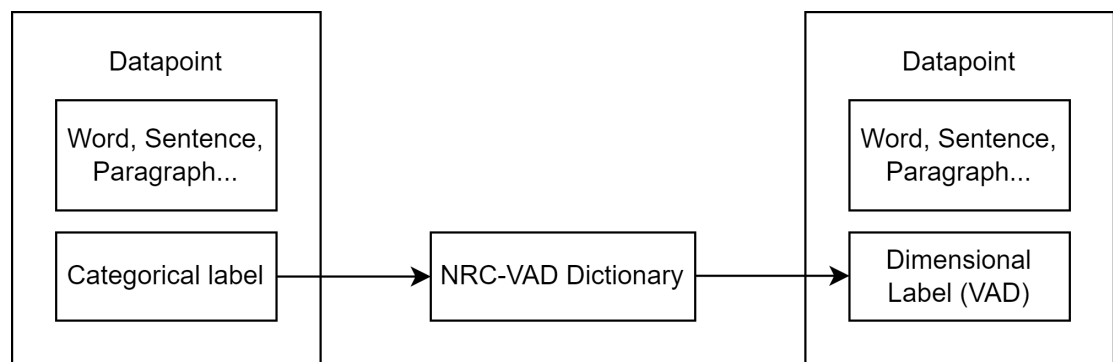 Datapoint
Word, Sentence,
Paragraph...
Categorical label
NRC-VAD Dictionary
Datapoint
Word, Sentence,
Paragraph...
Dimensional
Label (VAD)